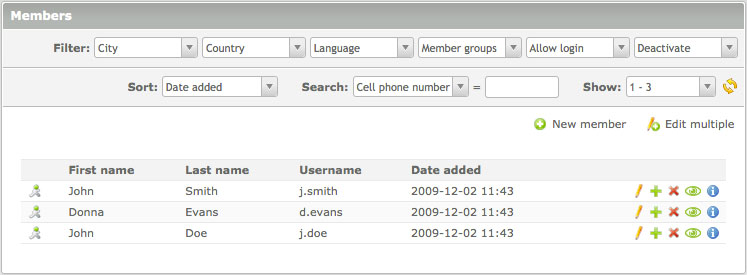 Members
Filter: City Country Language Member groups Allow login Deactivate
Sort: Date added Search: Cell phone number = Show: 1 - 3
New member Edit multiple
First name Last name Username Date added
John Smith j.smith 2009-12-02 11:43
Donna Evans d.evans 2009-12-02 11:43
John Doe j.doe 2009-12-02 11:43